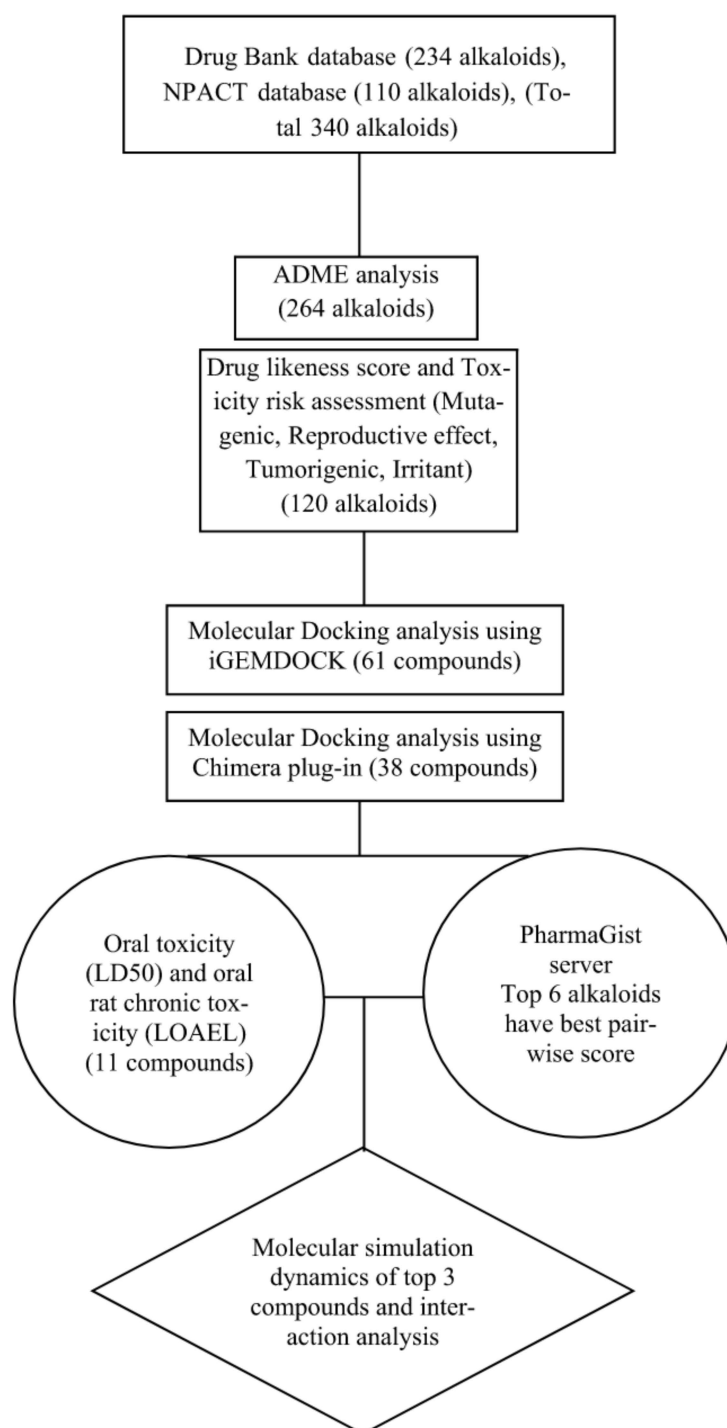 Drug Bank database (234 alkaloids),
NPACT database (110 alkaloids), (To-
tal 340 alkaloids)
ADME analysis
(264 alkaloids)
Drug likeness score and Tox-
icity risk assessment (Muta-
genic, Reproductive effect,
Tumorigenic, Irritant)
(120 alkaloids)
Molecular Docking analysis using
iGEMDOCK (61 compounds)
Molecular Docking analysis using
Chimera plug-in (38 compounds)
Oral toxicity
(LD50) and oral
rat chronic tox-
icity (LOAEL)
(11 compounds)
PharmaGist
server
Top 6 alkaloids
have best pair-
wise score
Molecular simulation
dynamics of top 3
compounds and inter-
action analysis